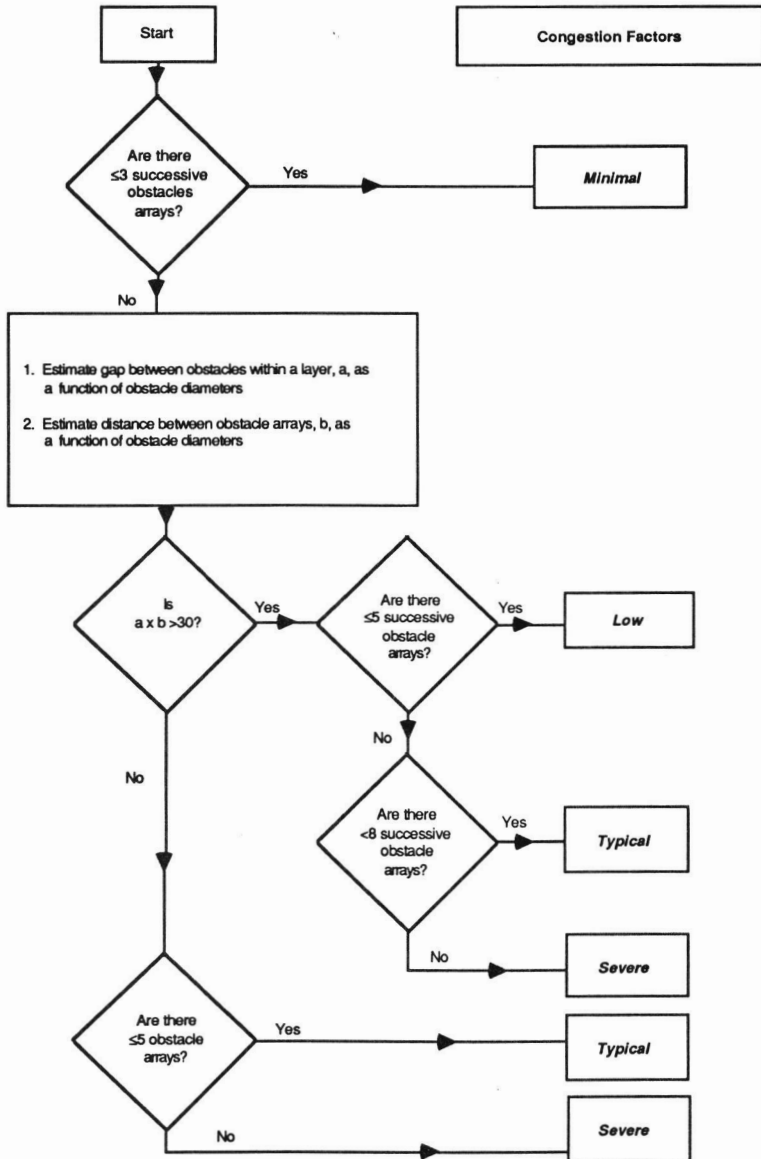 Start
Congestion Factors
Are there
≤3 successive
obstacles
arrays?
Yes
Minimal
No
1. Estimate gap between obstacles within a layer, a, as
a function of obstacle diameters
2. Estimate distance between obstacle arrays, b, as
a function of obstacle diameters
Is
a x b >30?
Yes
Are there
≤5 successive
obstacle
arrays?
Yes
Low
No
No
Are there
<8 successive
obstacle
arrays?
Yes
Typical
No
Severe
Are there
≤5 obstacle
arrays?
Yes
Typical
No
Severe